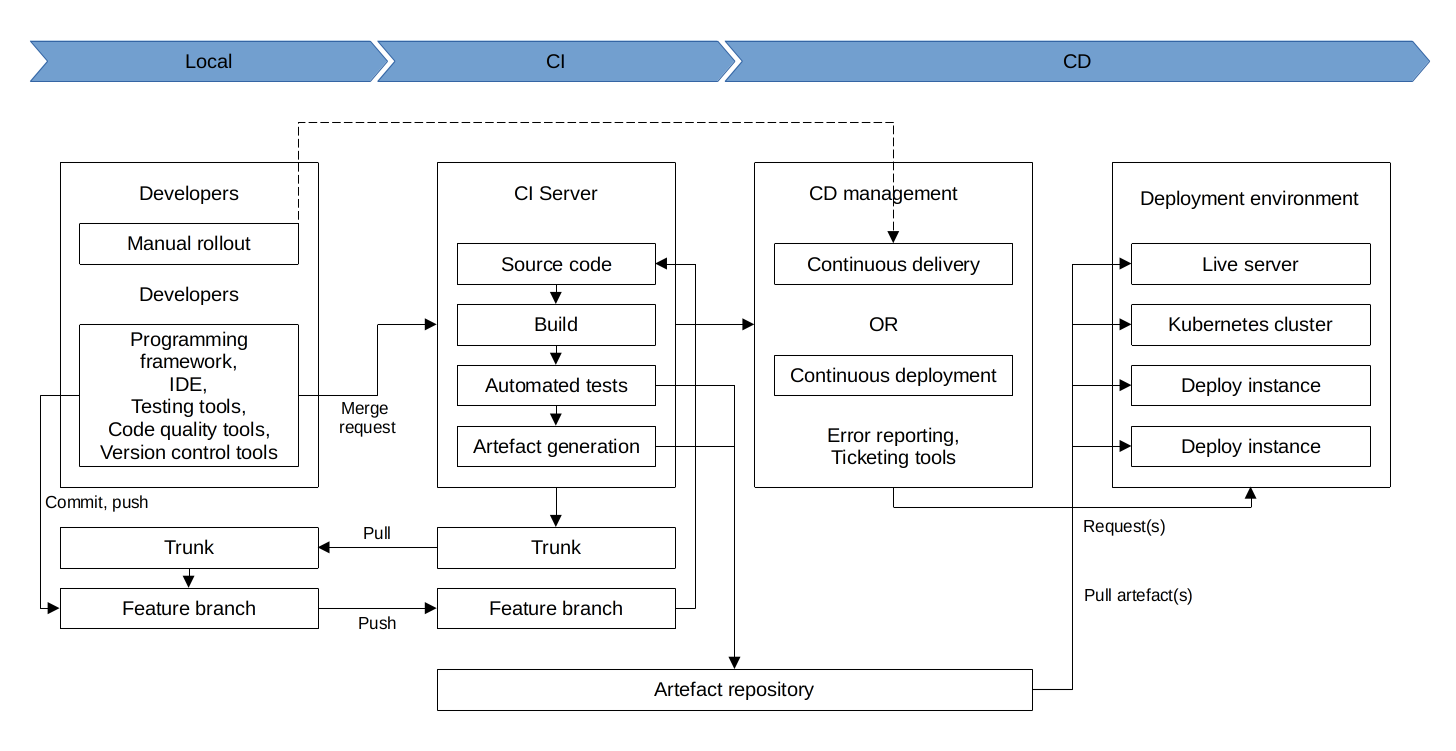 Local
CI
CD
Developers
Manual rollout
Developers
Programming
framework,
IDE,
Testing tools,
Code quality tools,
Version control tools
Merge
request
Commit, push
Trunk
Pull
Feature branch
Push
CI Server
Source code
Build
Automated tests
Artefact generation
Trunk
Feature branch
CD management
Continuous delivery
OR
Continuous deployment
Error reporting,
Ticketing tools
Deployment environment
Live server
Kubernetes cluster
Deploy instance
Deploy instance
Request(s)
Pull artefact(s)
Artefact repository